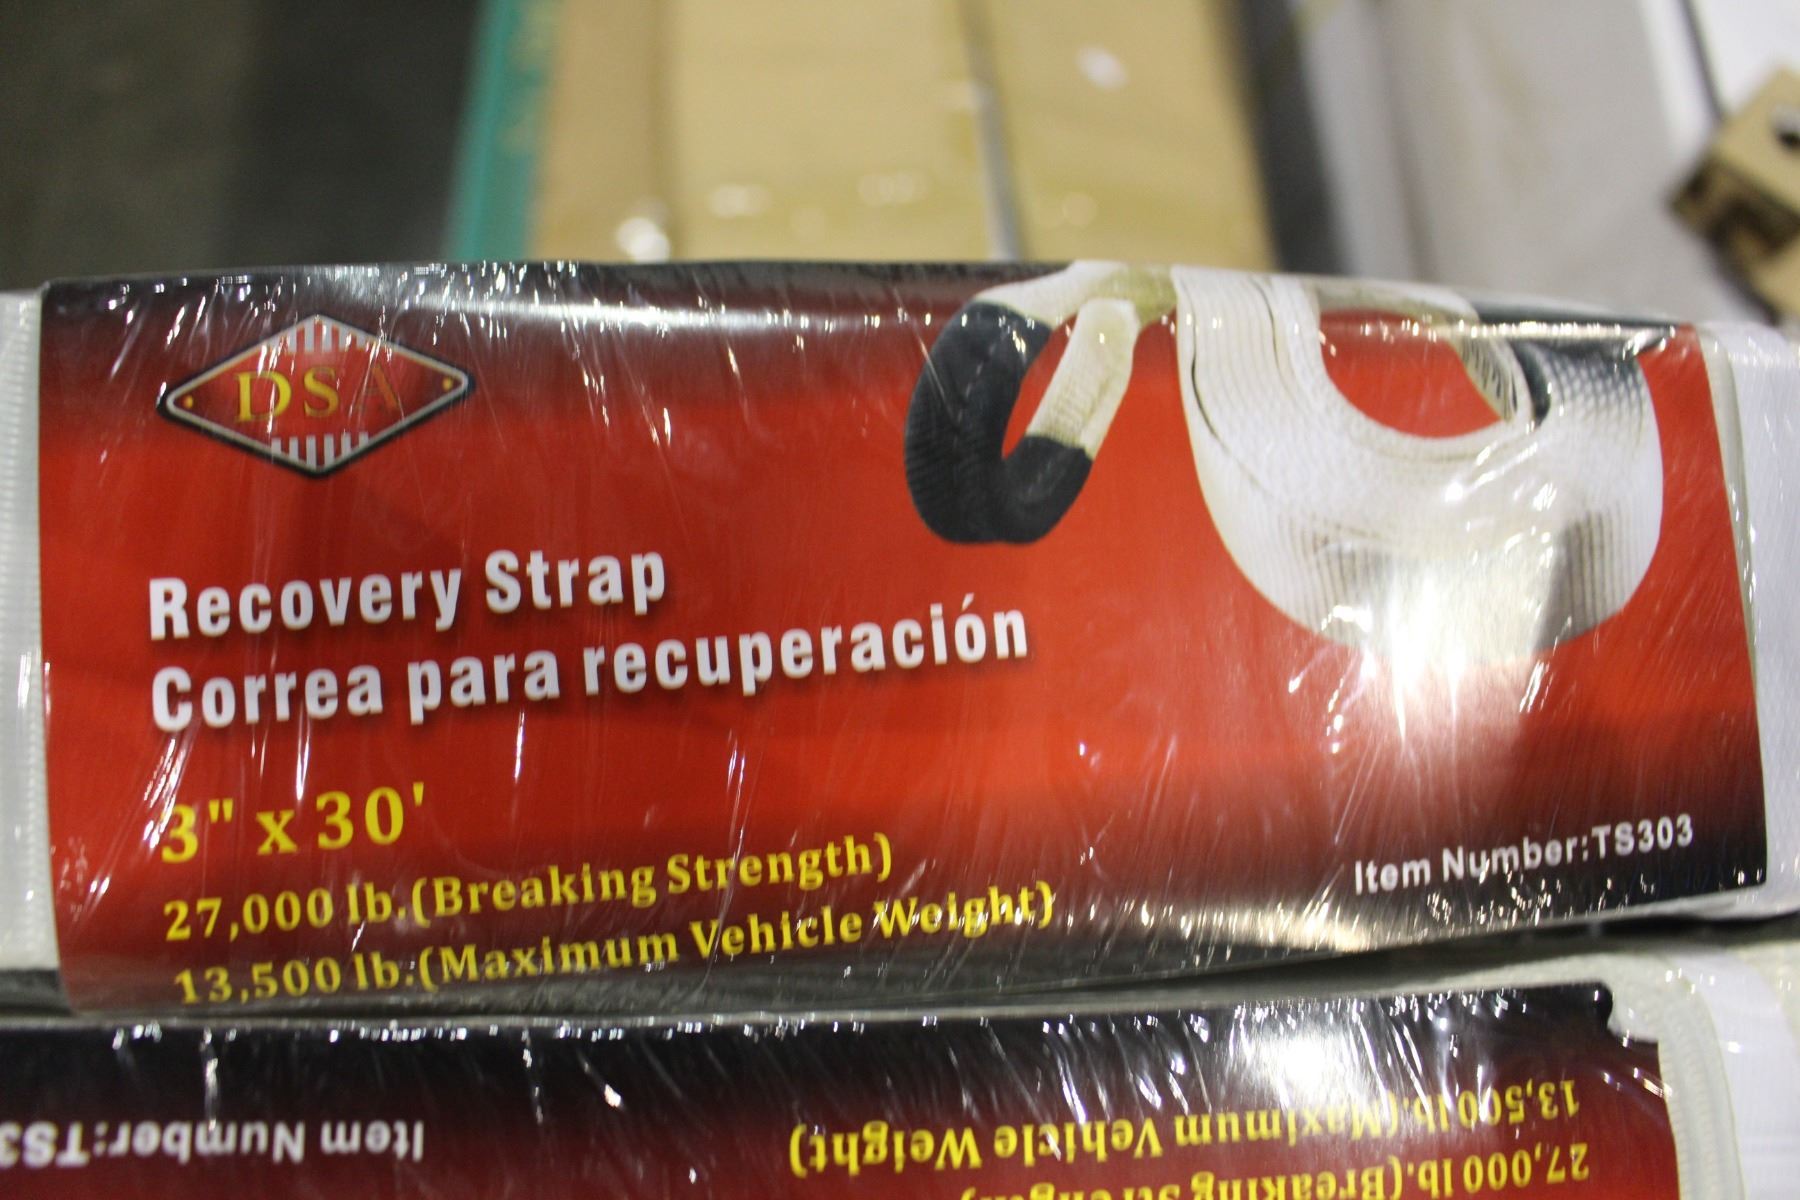 DSA
Recovery Strap
Correa para recuperación
3" x 30'
27,000 lb.(Breaking Strength)
13,500 lb.(Maximum Vehicle Weight)
Item Number:TS303
13,500 lb.(Maximum Vehicle Weight)
27,000 lb.(Breaking Strength)
Item Number:TS3